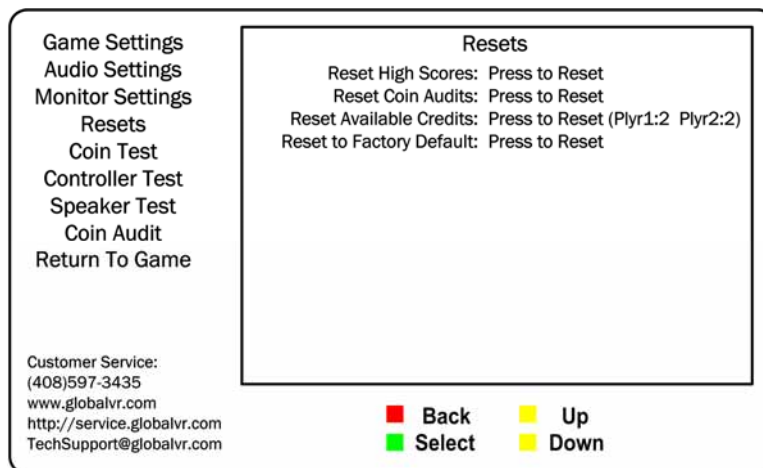 Game Settings
Audio Settings
Monitor Settings
Resets
Coin Test
Controller Test
Speaker Test
Coin Audit
Return To Game
Customer Service:
(408)597-3435
www.globalvr.com
http://service.globalvr.com
TechSupport@globalvr.com
Resets
Reset High Scores: Press to Reset
Reset Coin Audits: Press to Reset
Reset Available Credits: Press to Reset (Plyr1:2 Plyr2:2)
Reset to Factory Default: Press to Reset
Back Up
Select Down